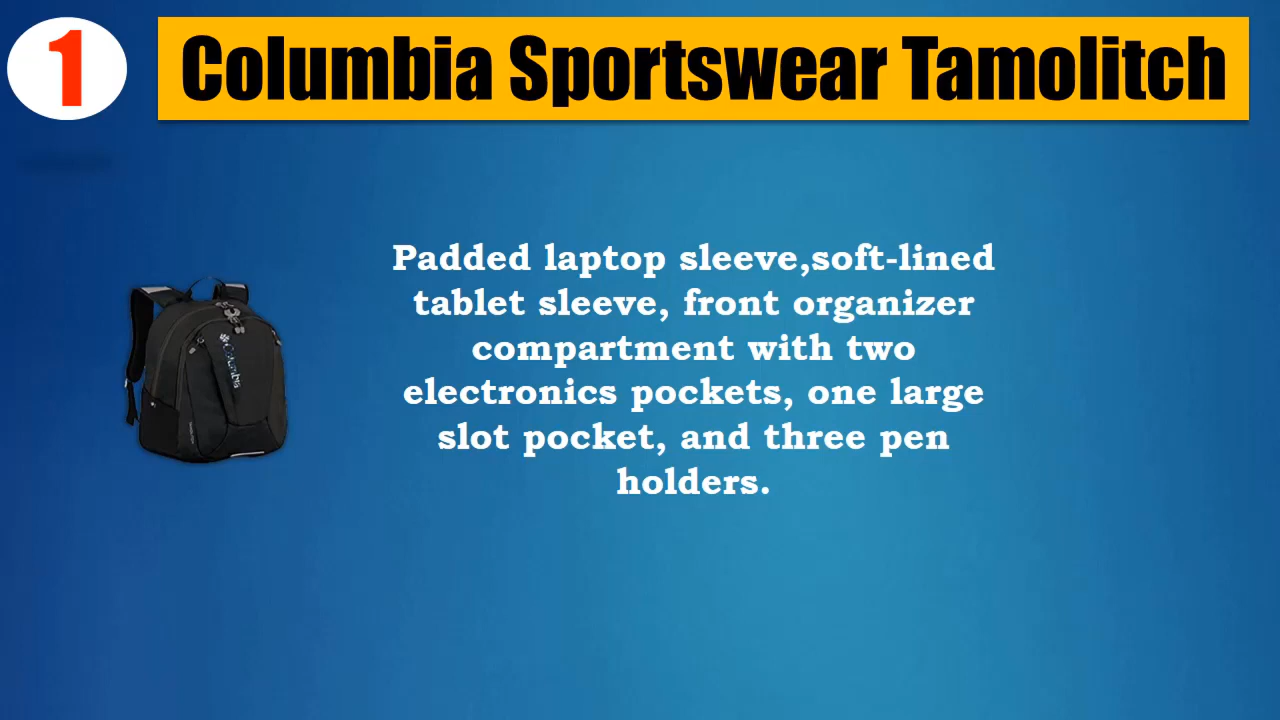 1
Columbia Sportswear Tamolitch
Padded laptop sleeve,soft-lined
tablet sleeve, front organizer
compartment with two
electronics pockets, one large
slot pocket, and three pen
holders.
Columbia